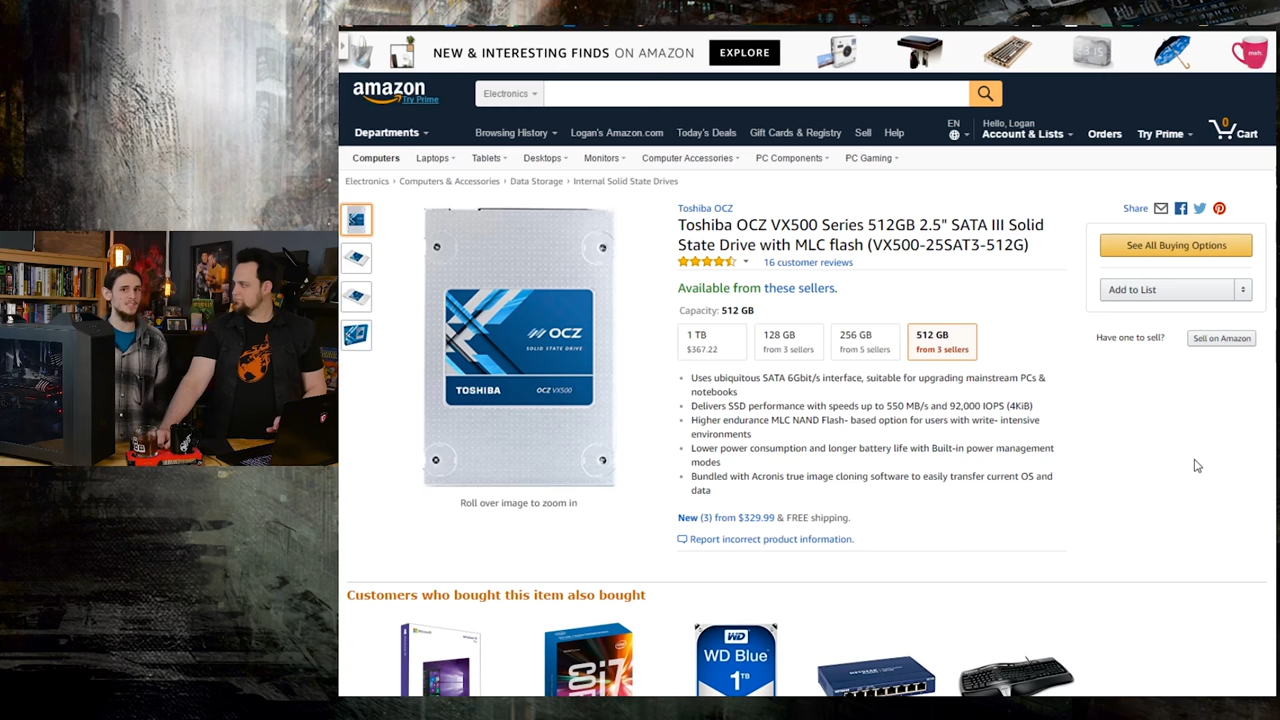 NEW & INTERESTING FINDS ON AMAZON
EXPLORE
meh.
amazon
Try Prime
Electronics
EN
Hello, Logan
0
Departments
Browsing History
Logan's Amazon.com
Today's Deals
Gift Cards & Registry
Sell
Help
Account & Lists
Orders
Try Prime
Cart
Computers
Laptops
Tablets
Desktops
Monitors
Computer Accessories
PC Components
PC Gaming
Electronics › Computers & Accessories › Data Storage › Internal Solid State Drives
Toshiba OCZ
Toshiba OCZ VX500 Series 512GB 2.5" SATA III Solid
State Drive with MLC flash (VX500-25SAT3-512G)
16 customer reviews
Available from these sellers.
Capacity: 512 GB
1 TB
$367.22
128 GB
from 3 sellers
256 GB
from 5 sellers
512 GB
from 3 sellers
• Uses ubiquitous SATA 6Gbit/s interface, suitable for upgrading mainstream PCs &
notebooks
• Delivers SSD performance with speeds up to 550 MB/s and 92,000 IOPS (4KiB)
• Higher endurance MLC NAND Flash- based option for users with write- intensive
environments
• Lower power consumption and longer battery life with Built-in power management
modes
• Bundled with Acronis true image cloning software to easily transfer current OS and
data
New (3) from $329.99 & FREE shipping.
Report incorrect product information.
Share
See All Buying Options
Add to List
Have one to sell?
Sell on Amazon
OCZ
SOLID STATE DRIVE
TOSHIBA
OCZ VX500
Roll over image to zoom in
Customers who bought this item also bought
Microsoft
i7
WD
WD Blue
1TB